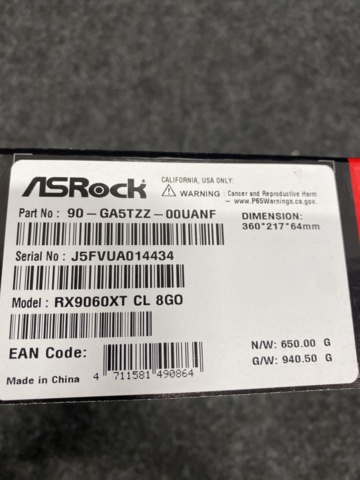 ASRock
CALIFORNIA, USA ONLY:
⚠ WARNING : Cancer and Reproductive Harm
– www.P65Warnings.ca.gov.
Part No : 90-GA5TZZ-00UANF
DIMENSION:
360*217*64mm
Serial No : J5FVUA014434
Model : RX9060XT CL 8GO
EAN Code:
N/W: 650.00 G
G/W: 940.50 G
Made in China
4 711581 490864